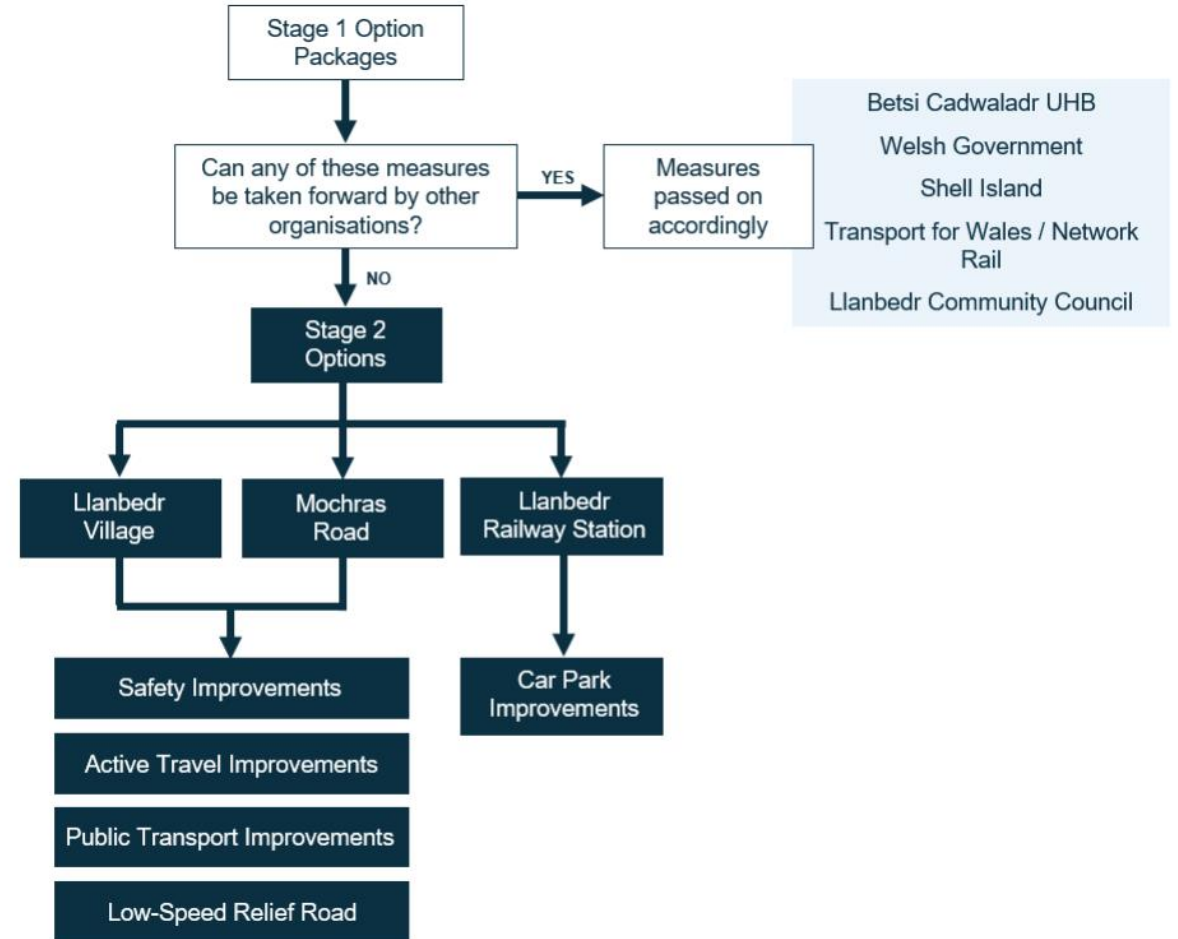 Stage 1 Option
Packages
Can any of these measures
be taken forward by other
organisations?
YES
Measures
passed on
accordingly
Betsi Cadwaladr UHB
Welsh Government
Shell Island
Transport for Wales / Network
Rail
Llanbedr Community Council
NO
Stage 2
Options
Llanbedr
Village
Mochras
Road
Llanbedr
Railway Station
Safety Improvements
Active Travel Improvements
Public Transport Improvements
Low-Speed Relief Road
Car Park
Improvements